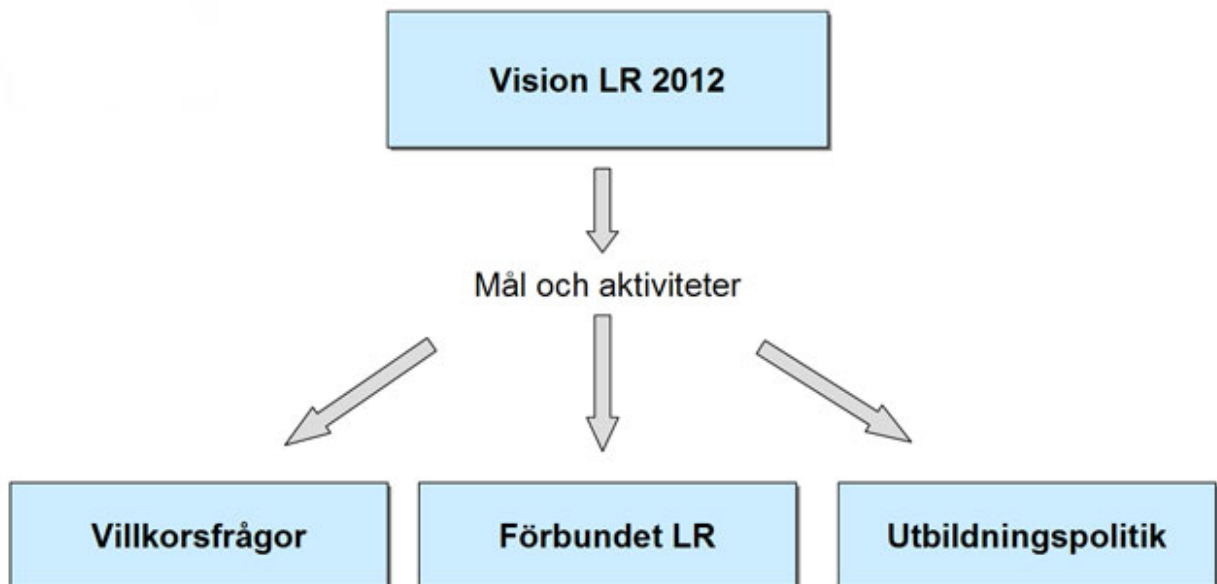 Vision LR 2012
Mål och aktiviteter
Villkorsfrågor
Förbundet LR
Utbildningspolitik